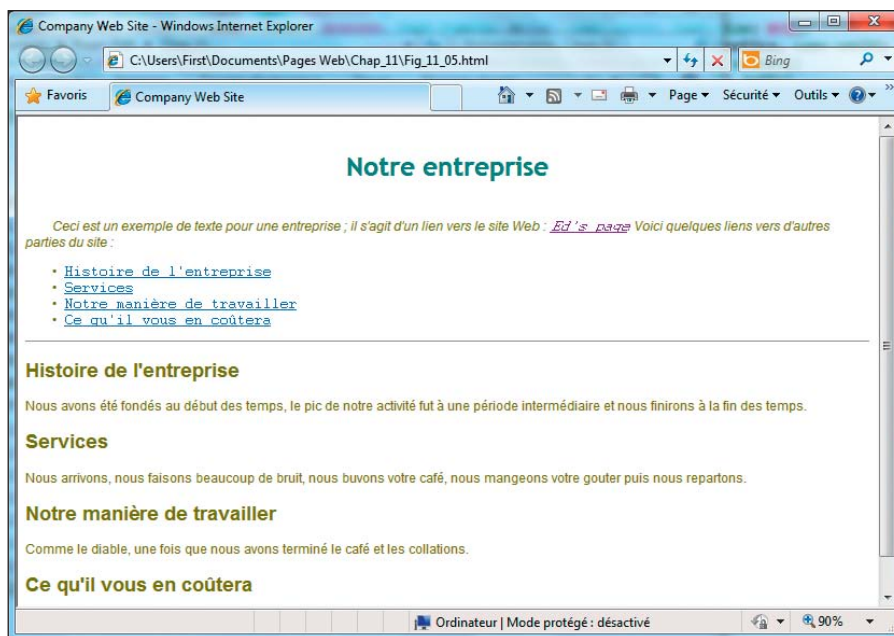 Company Web Site - Windows Internet Explorer
C:\Users\First\Documents\Pages Web\Chap_11\Fig_11_05.html
Bing
Favoris
Company Web Site
Page
Sécurité
Outils
»
Notre entreprise
Ceci est un exemple de texte pour une entreprise ; il s'agit d'un lien vers le site Web : Ed's page Voici quelques liens vers d'autres
parties du site :
• Histoire de l'entreprise
• Services
• Notre manière de travailler
• Ce qu'il vous en coûtera
Histoire de l'entreprise
Nous avons été fondés au début des temps, le pic de notre activité fut à une période intermédiaire et nous finirons à la fin des temps.
Services
Nous arrivons, nous faisons beaucoup de bruit, nous buvons votre café, nous mangeons votre gouter puis nous repartons.
Notre manière de travailler
Comme le diable, une fois que nous avons terminé le café et les collations.
Ce qu'il vous en coûtera
Ordinateur | Mode protégé : désactivé
90%